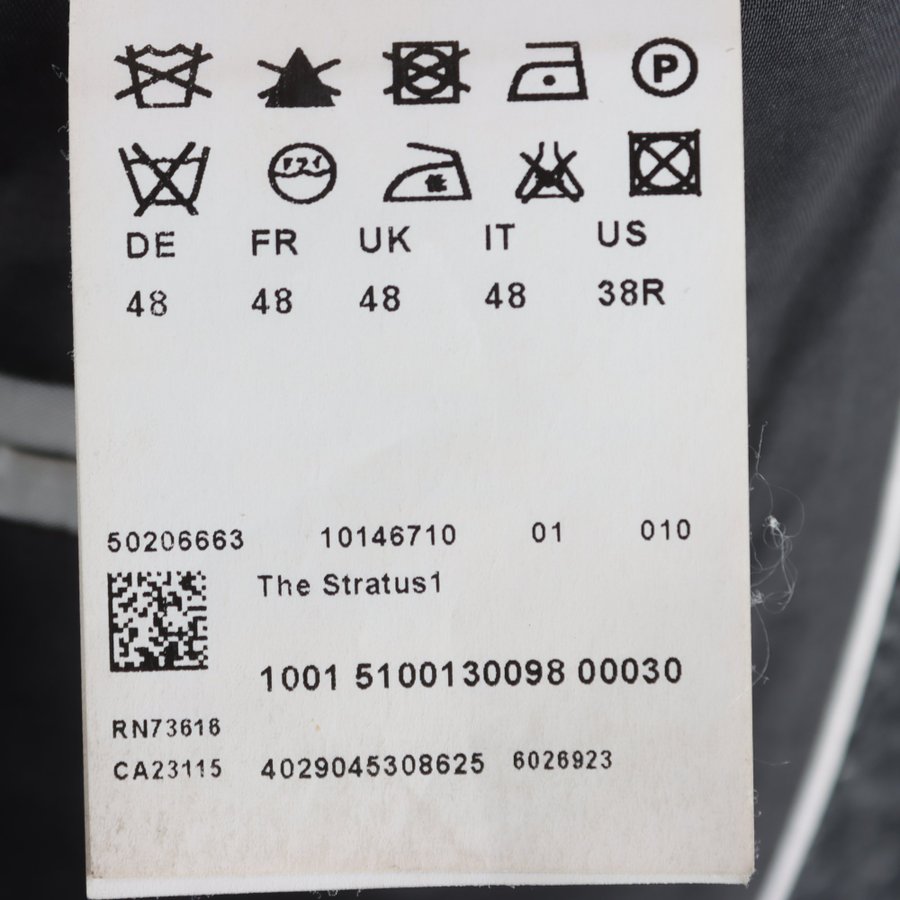 P
DE FR UK IT US
48 48 48 48 38R
50206663 10146710 01 010
The Stratus1
1001 5100130098 00030
RN73616
CA23115 4029045308625 6026923